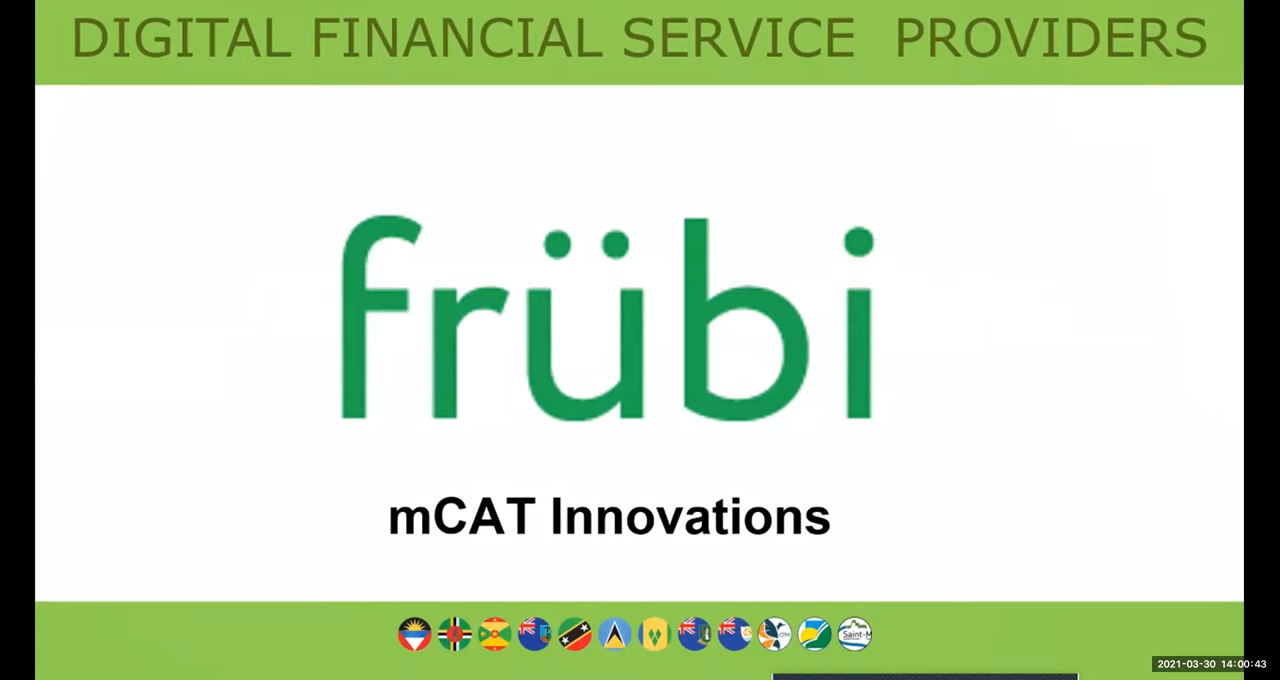 DIGITAL FINANCIAL SERVICE PROVIDERS
frübi
mCAT Innovations
2021-03-30 14:00:43